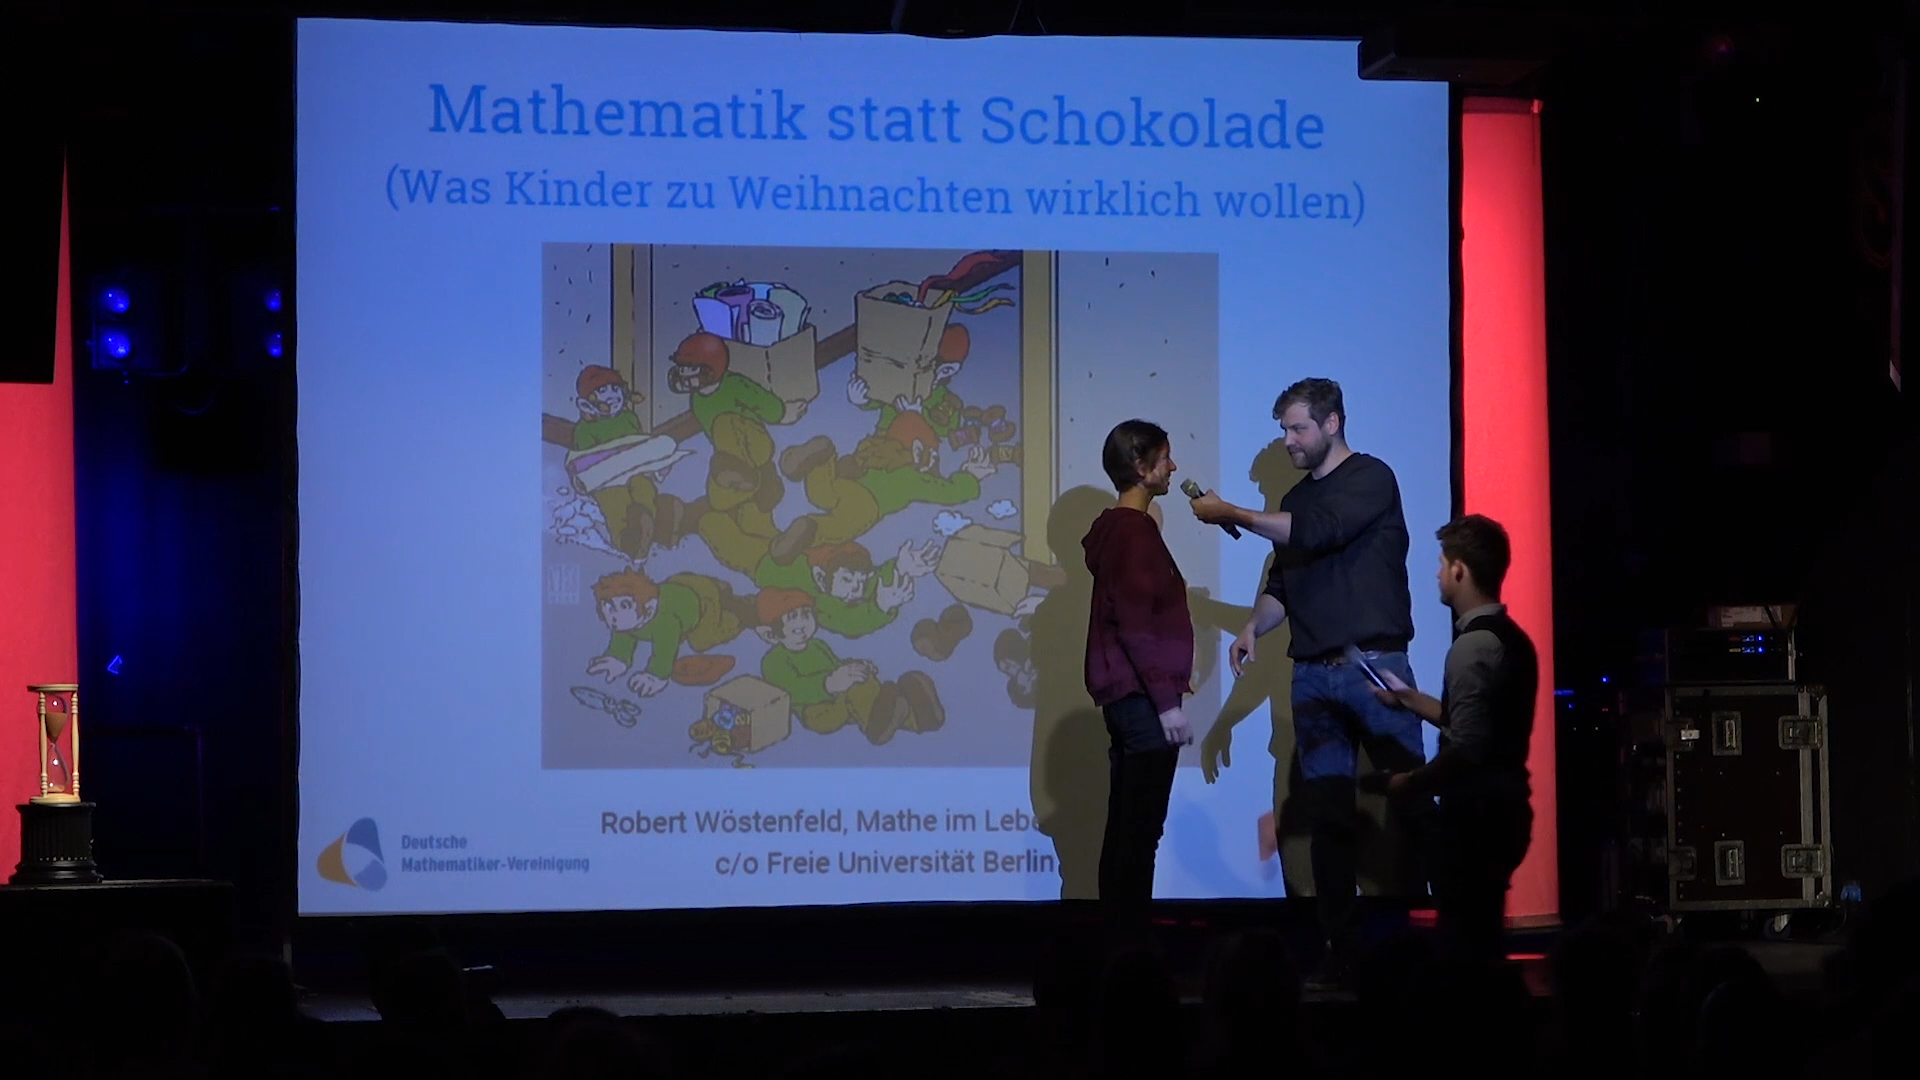 Mathematik statt Schokolade
(Was Kinder zu Weihnachten wirklich wollen)
Robert Wöstenfeld, Mathe im Leb
c/o Freie Universität Berlin
Deutsche
Mathematiker-Vereinigung